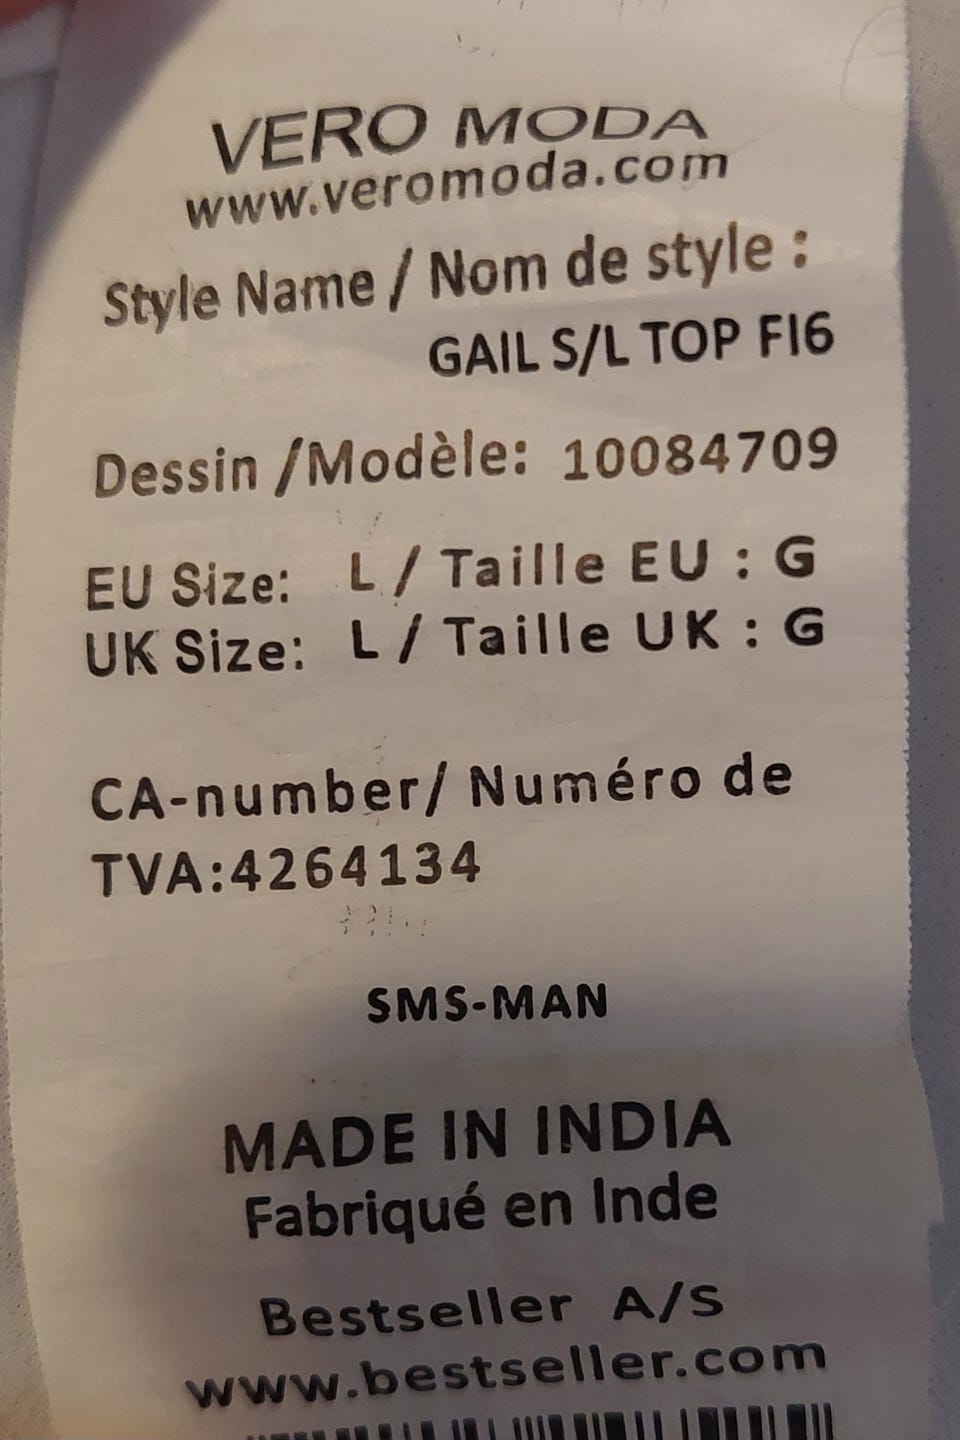 VERO MODA
www.veromoda.com
Style Name / Nom de style :
GAIL S/L TOP FI6
Dessin /Modèle: 10084709
EU Size: L / Taille EU : G
UK Size: L / Taille UK : G
CA-number/ Numéro de
TVA:4264134
SMS-MAN
MADE IN INDIA
Fabriqué en Inde
Bestseller A/S
www.bestseller.com